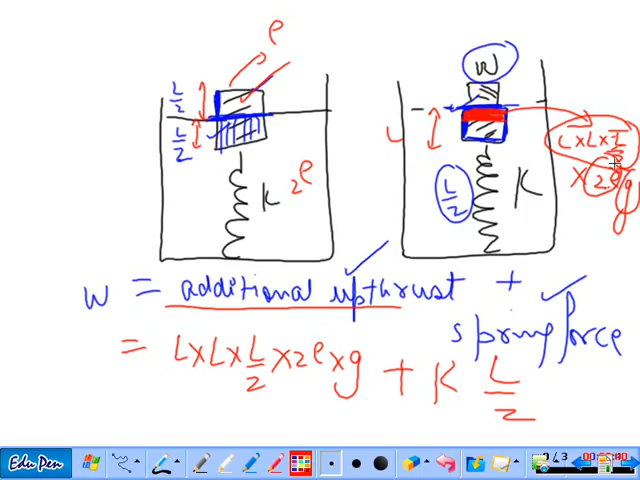 ρ
W
L/2
L/2
L
L×L×L/2
×2ρg
K
2ρ
L/2
K
W = additional upthrust +
spring force
= L×L×L/2×2ρ×g + K L/2
Edu Pen